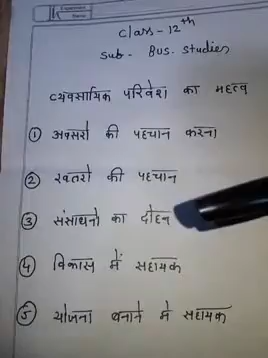 Class - 12th
Sub - Bus. Studies
व्यवसायिक परिवेश का महत्व
① अवसरो की पहचान करना
② खतरो की पहचान
③ संसाधनो का दोहन
④ विकास में सहायक
⑤ योजना बनाने मे सहायक